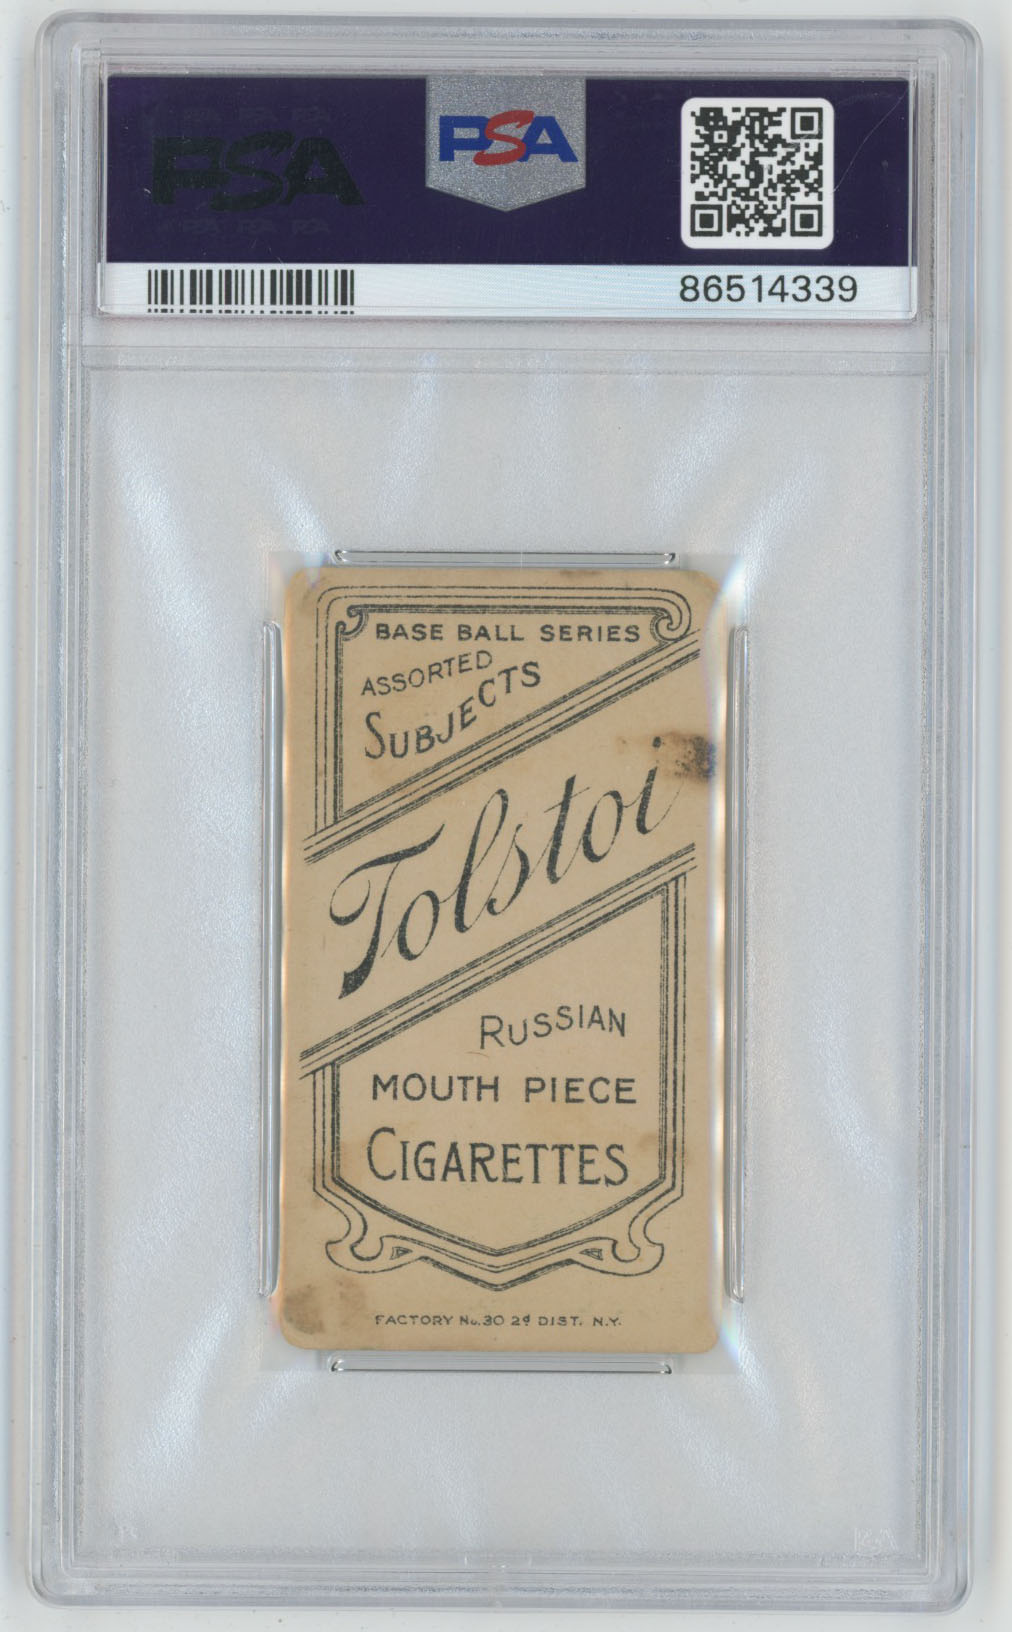 PSA
PSA
86514339
BASE BALL SERIES
ASSORTED
SUBJECTS
Tolstoi
RUSSIAN
MOUTH PIECE
CIGARETTES
FACTORY No. 30 2d DIST. N.Y.